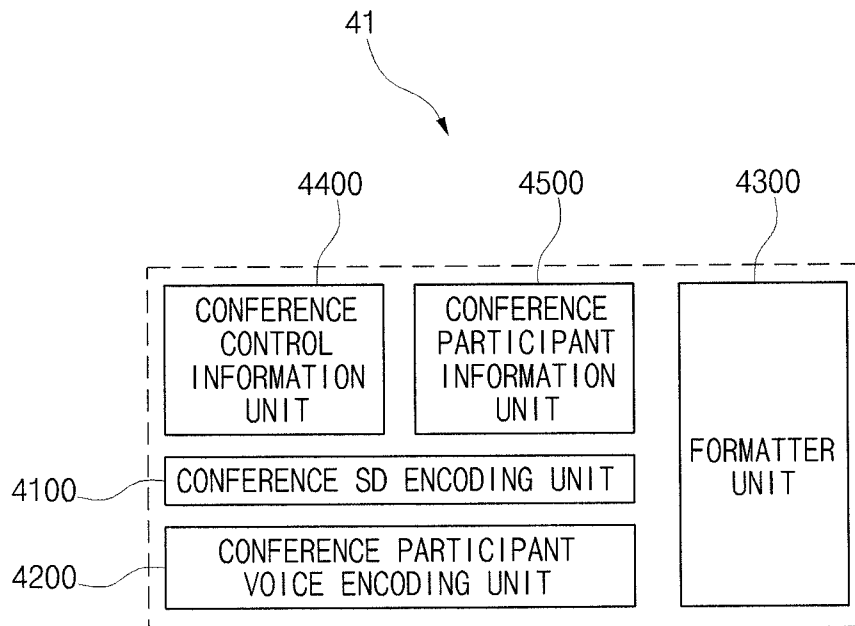 41
4400
4500
4300
CONFERENCE
CONTROL
INFORMATION
UNIT
CONFERENCE
PARTICIPANT
INFORMATION
UNIT
FORMATTER
UNIT
4100
CONFERENCE SD ENCODING UNIT
4200
CONFERENCE PARTICIPANT
VOICE ENCODING UNIT